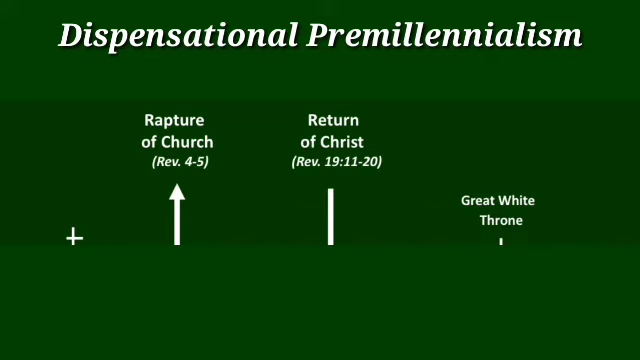 Dispensational Premillennialism
Rapture
of Church
(Rev. 4-5)
Return
of Christ
(Rev. 19:11-20)
Great White
Throne